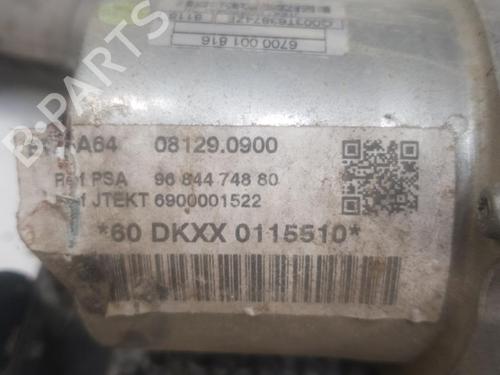 6700 001 816
A64 08129.0900
PSA 96 844 748 80
JTEKT 6900001522
*60 DKXX 0115510*
B-PARTS